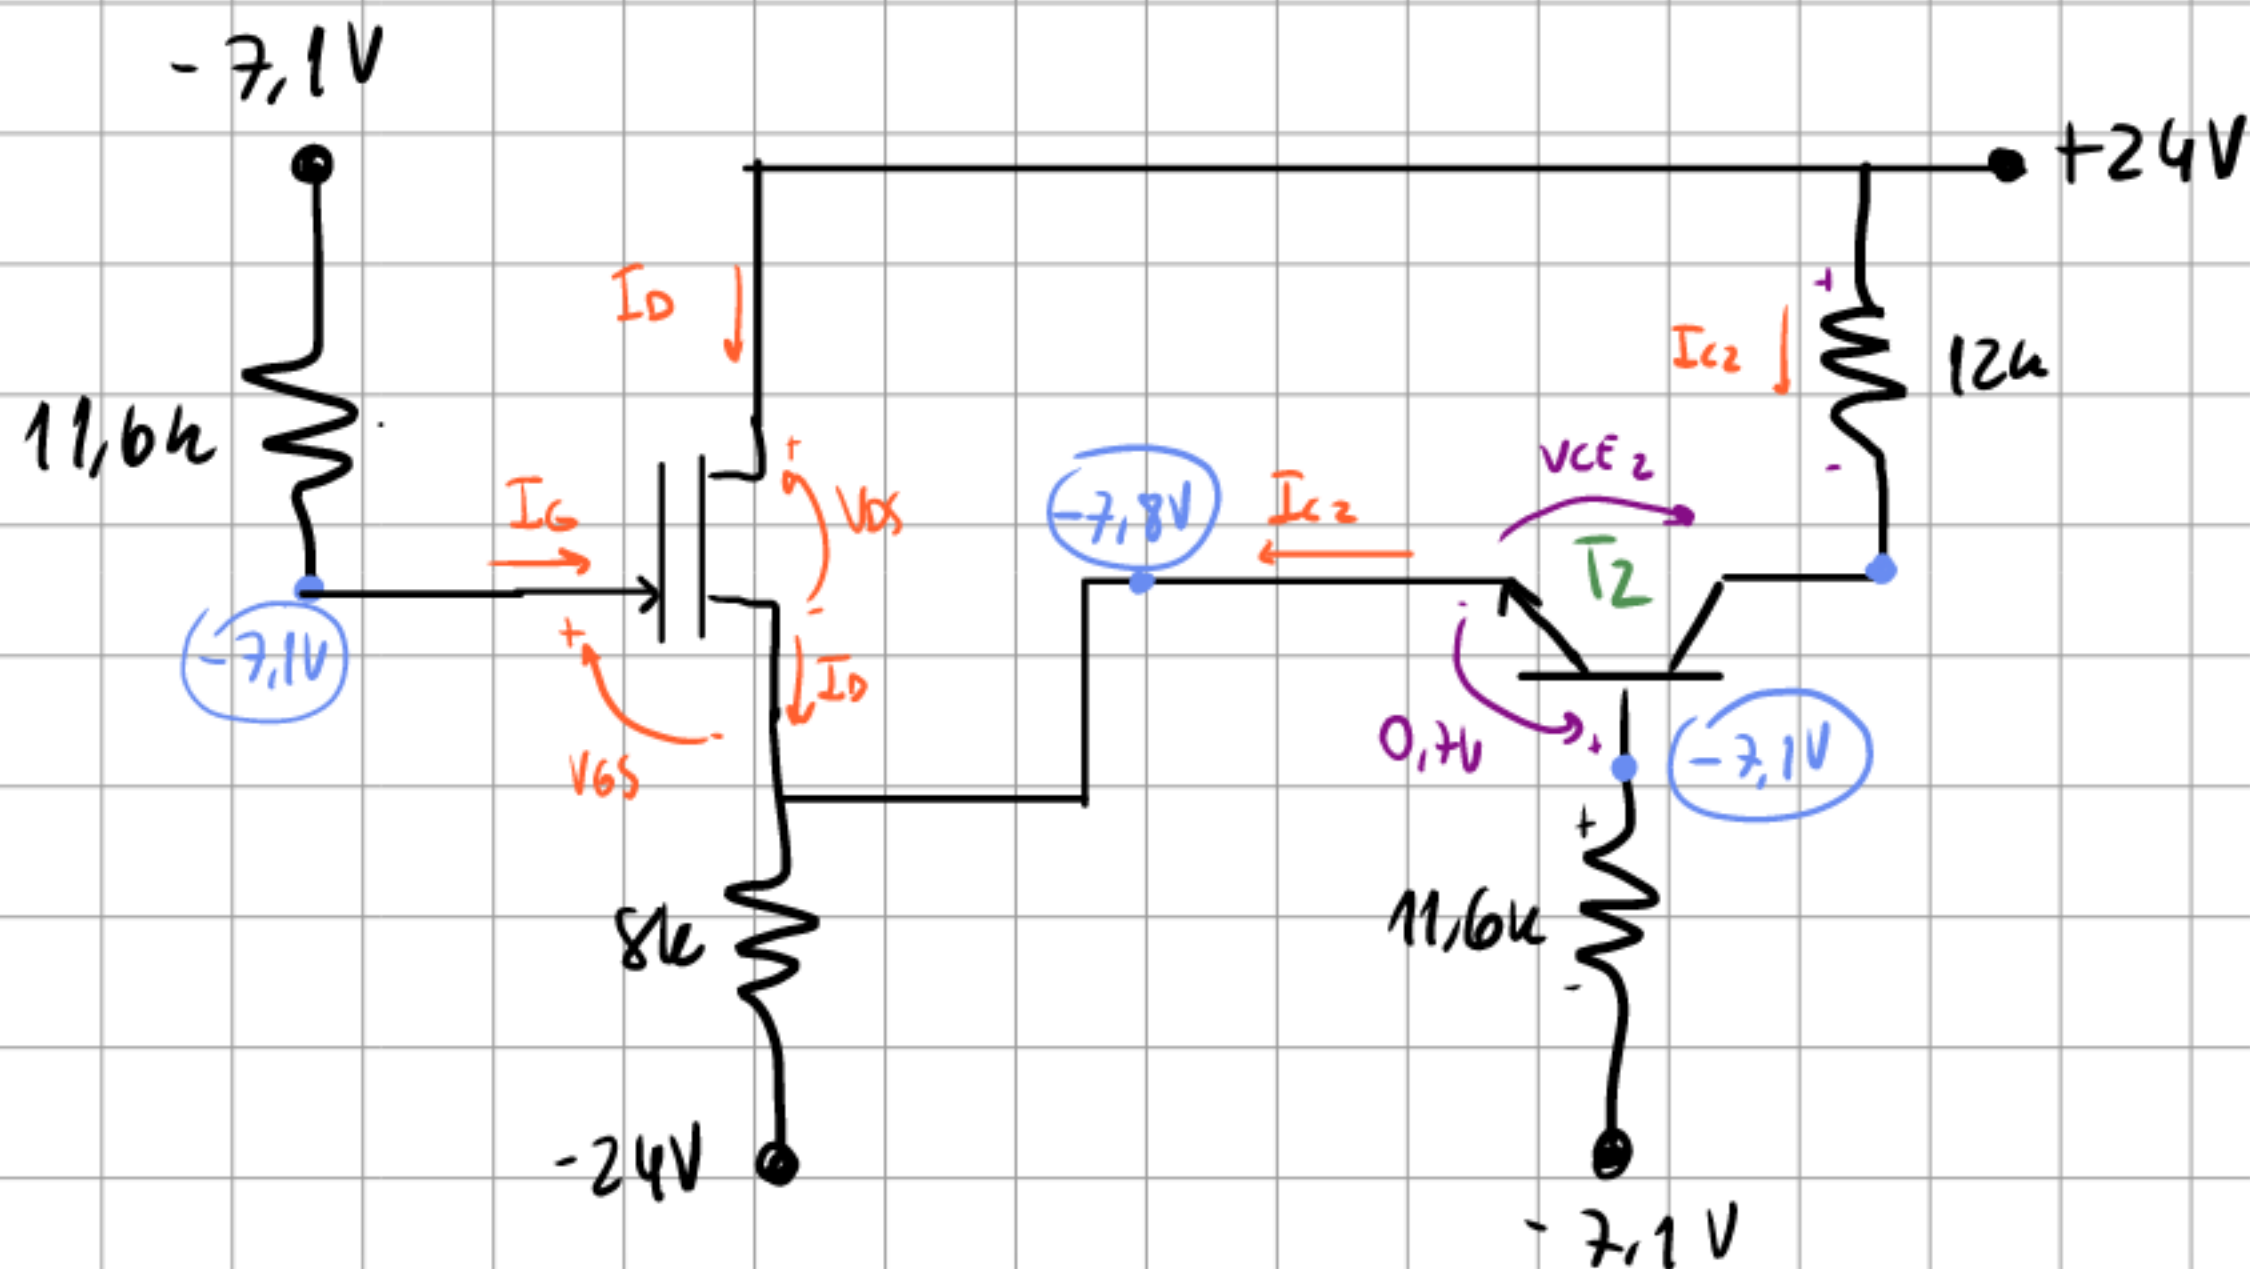 -7,1V
+24V
ID
+
IC2
12k
11,6k
-
+
VCE2
IG
VDS
-7,8V
IC2
T2
-
-
+
-7,1V
ID
-
0,7V
+
-7,1V
VGS
+
8k
11,6k
-
-24V
-7,1V